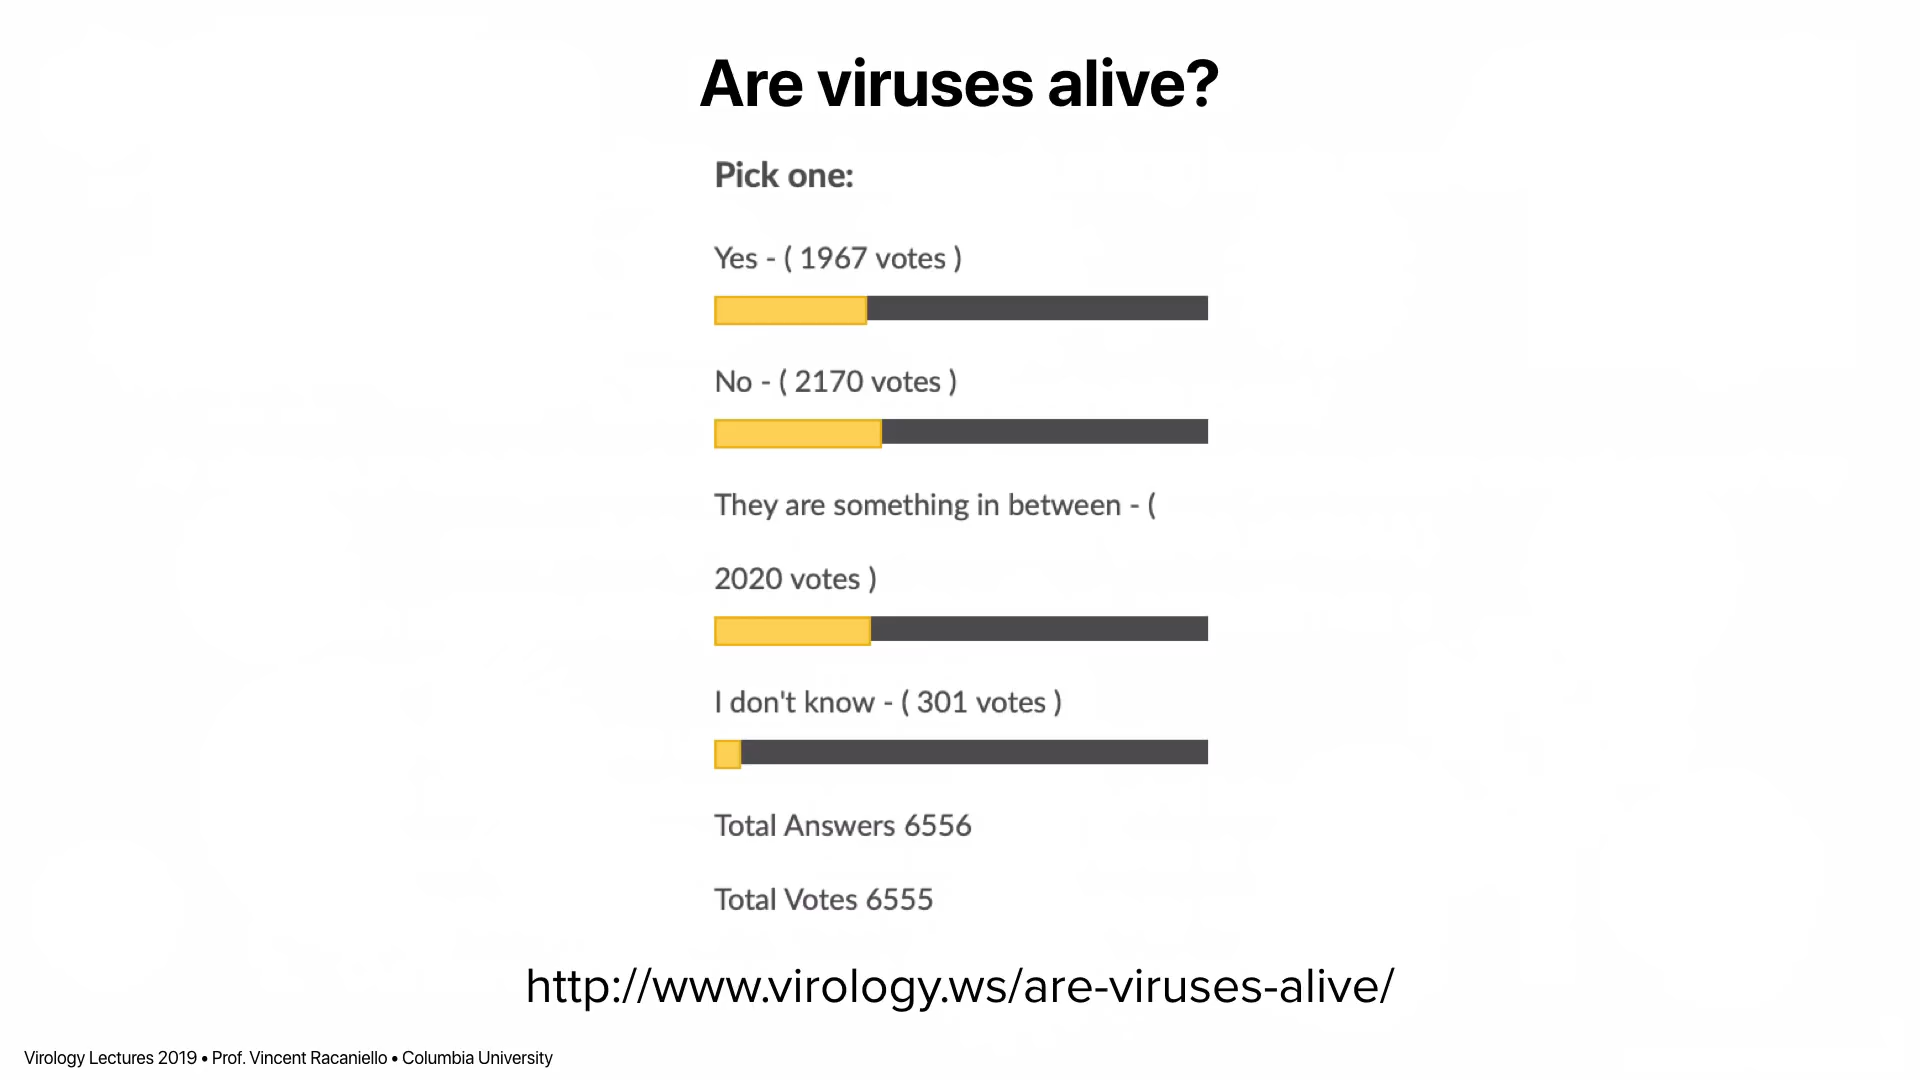 Are viruses alive?
Pick one:
Yes - ( 1967 votes )
No - ( 2170 votes )
They are something in between - (
2020 votes )
I don't know - ( 301 votes )
Total Answers 6556
Total Votes 6555
http://www.virology.ws/are-viruses-alive/
Virology Lectures 2019 • Prof. Vincent Racaniello • Columbia University